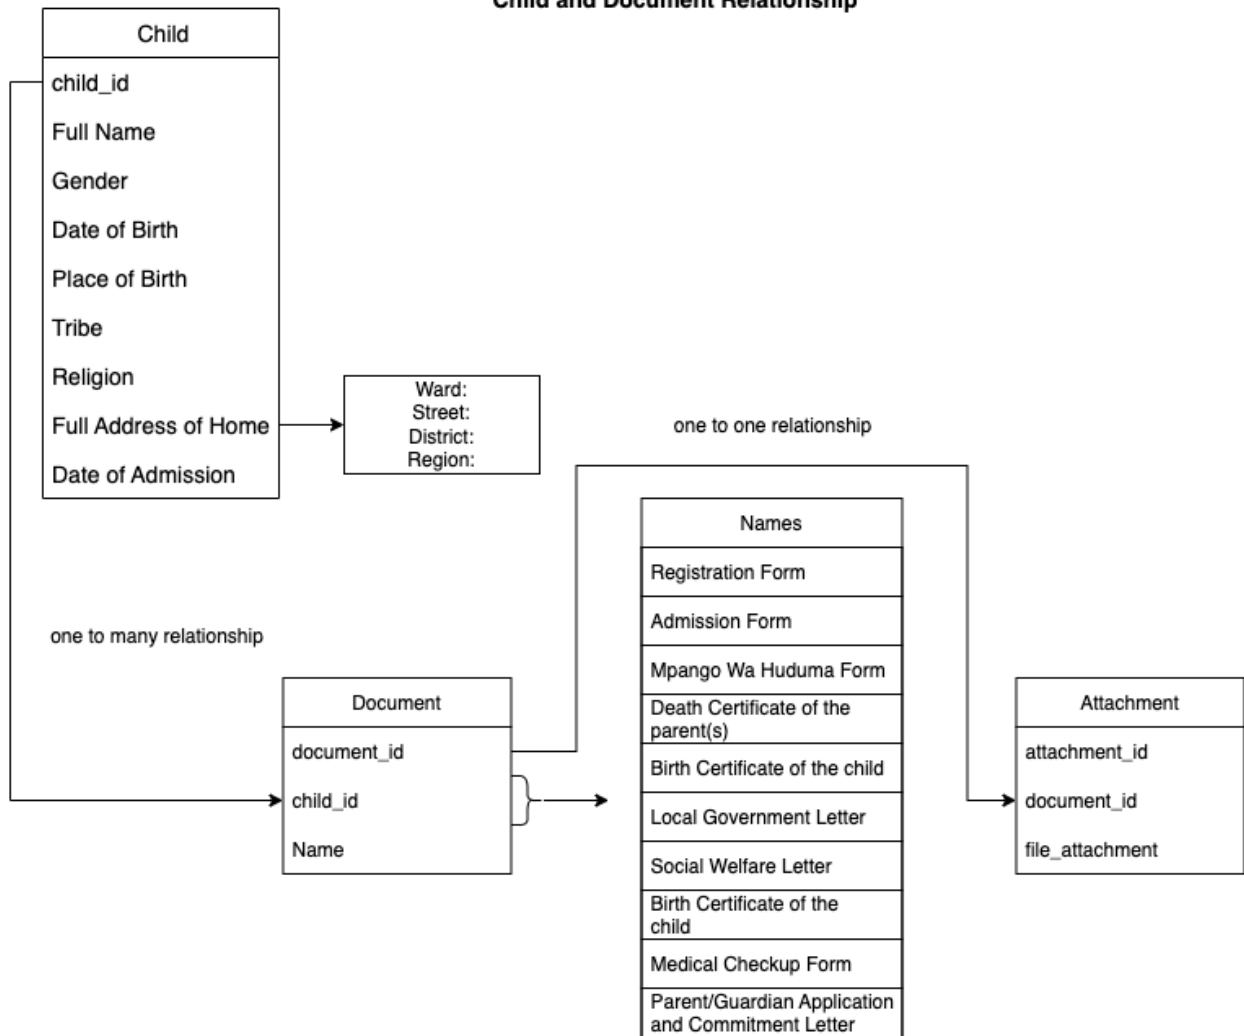 Child and Document Relationship
Child
child_id
Full Name
Gender
Date of Birth
Place of Birth
Tribe
Religion
Full Address of Home
Date of Admission
Ward:
Street:
District:
Region:
one to one relationship
one to many relationship
Document
document_id
child_id
Name
Names
Registration Form
Admission Form
Mpango Wa Huduma Form
Death Certificate of the
parent(s)
Birth Certificate of the child
Local Government Letter
Social Welfare Letter
Birth Certificate of the
child
Medical Checkup Form
Parent/Guardian Application
and Commitment Letter
Attachment
attachment_id
document_id
file_attachment